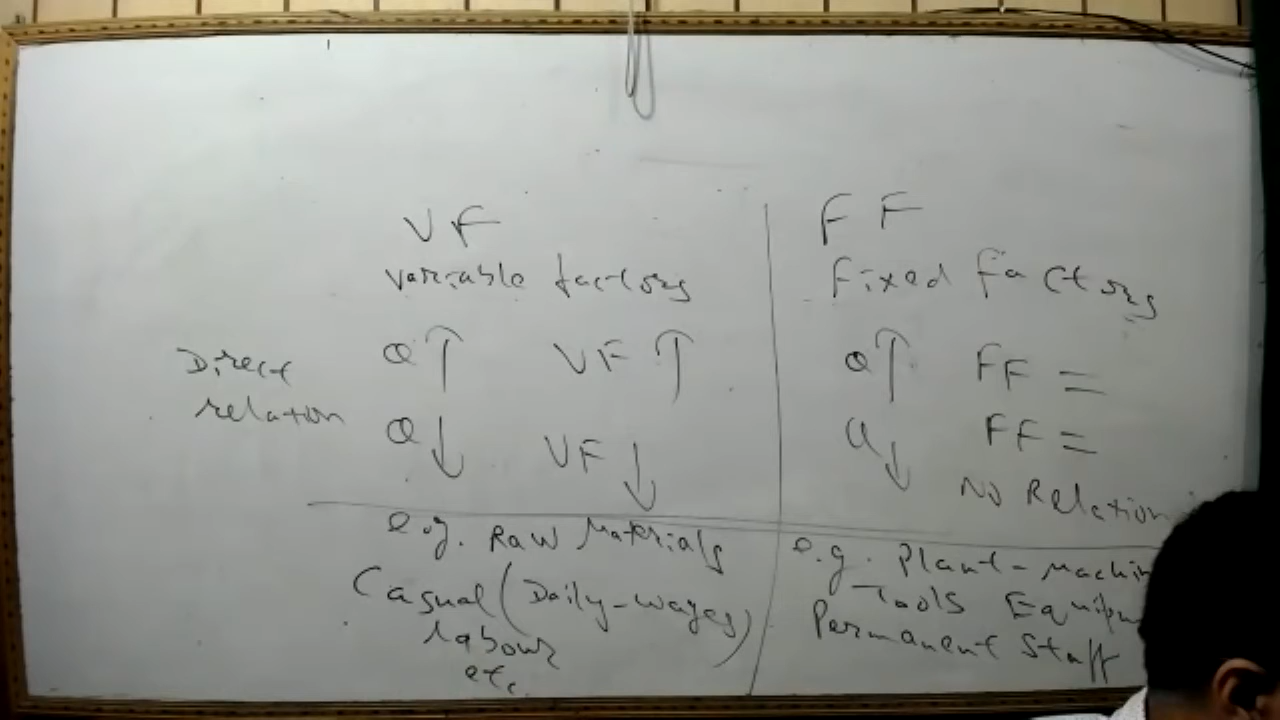 VF
variable factors
Direct
relation
Q↑ VF↑
Q↓ VF↓
e.g. Raw Materials
Casual (Daily-wages)
labour
etc
FF
Fixed Factors
Q↑ FF =
Q↓ FF =
No Relation
e.g. Plant-Machin
Tools Equipm
Permanent Staff